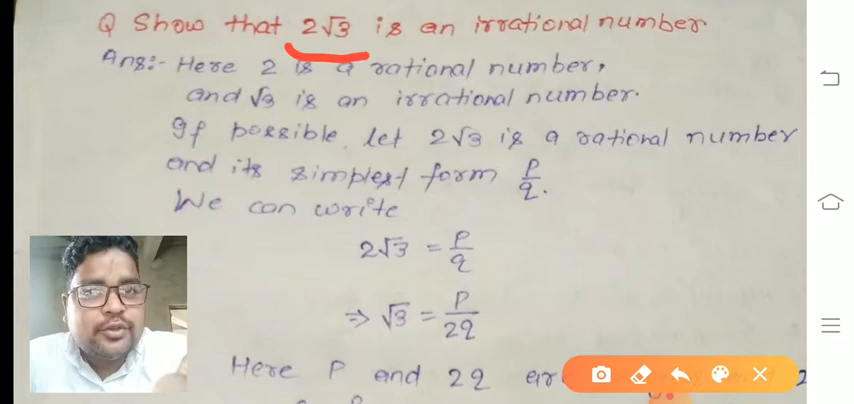 Q Show that 2√3 is an irrational number
Ans:- Here 2 is a rational number,
and √3 is an irrational number.
If possible, let 2√3 is a rational number
and its simplest form p/q.
We can write
2√3 = p/q
⇒ √3 = p/2q
Here p and 2q are